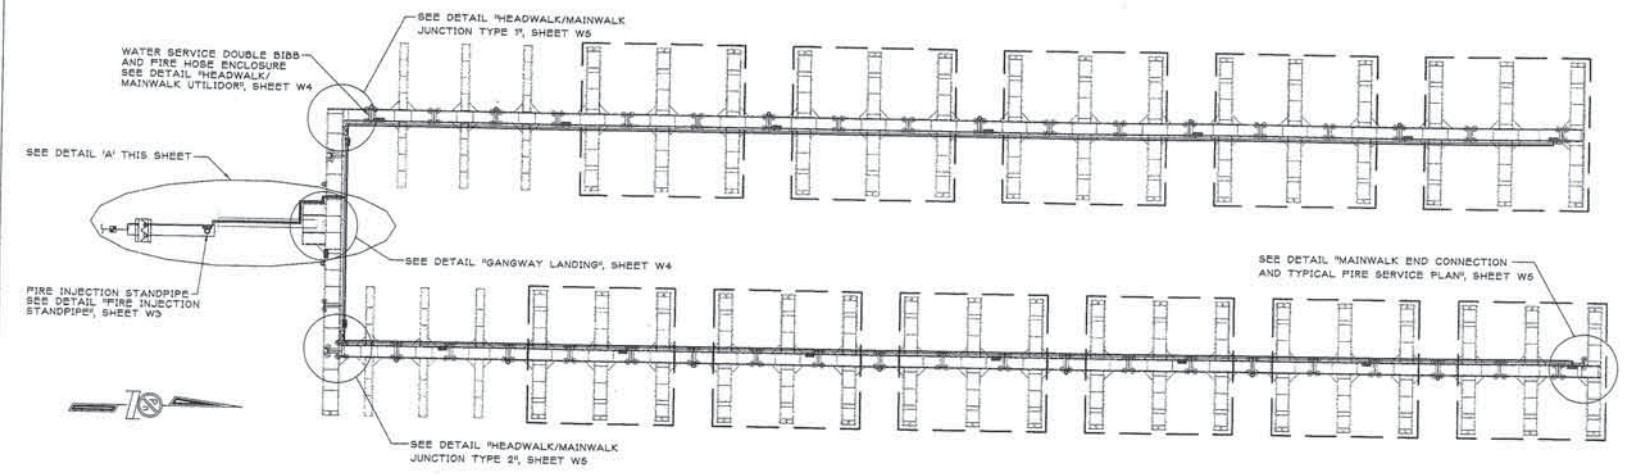 SEE DETAIL "HEADWALK/MAINWALK
JUNCTION TYPE 1", SHEET W5
WATER SERVICE DOUBLE BIBB
AND FIRE HOSE ENCLOSURE
SEE DETAIL "HEADWALK/
MAINWALK UTILIDOR", SHEET W4
SEE DETAIL 'A' THIS SHEET
SEE DETAIL "GANGWAY LANDING", SHEET W4
SEE DETAIL "MAINWALK END CONNECTION
AND TYPICAL FIRE SERVICE PLAN", SHEET W5
FIRE INJECTION STANDPIPE
SEE DETAIL "FIRE INJECTION
STANDPIPE", SHEET W3
SEE DETAIL "HEADWALK/MAINWALK
JUNCTION TYPE 2", SHEET W5